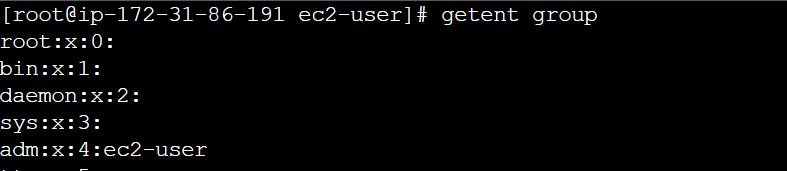 [root@ip-172-31-86-191 ec2-user]# getent group
root:x:0:
bin:x:1:
daemon:x:2:
sys:x:3:
adm:x:4:ec2-user